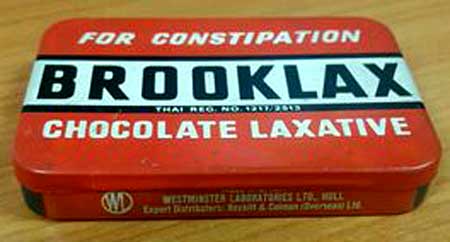 FOR CONSTIPATION
BROOKLAX
THAI REG. NO. 1217/2513
CHOCOLATE LAXATIVE
WL
WESTMINSTER LABORATORIES LTD., HULL
Export Distributors: Reckitt & Colman (Overseas) Ltd.